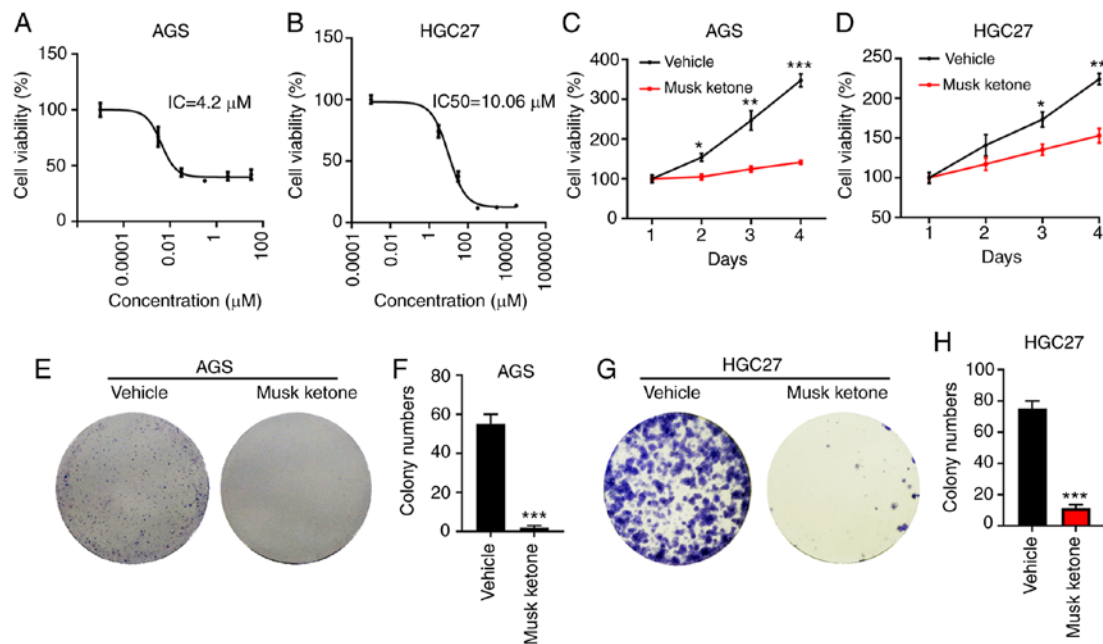 A
AGS
Cell viability (%)
150
100
50
0
IC=4.2 μM
0.0001
0.01
1
100
Concentration (μM)
B
HGC27
Cell viability (%)
150
100
50
0
IC50=10.06 μM
1
100
10000
100000
Concentration (μM)
C
AGS
Cell viability (%)
400
300
200
100
0
Vehicle
Musk ketone
*
**
***
1 2 3 4
Days
D
HGC27
Cell viability (%)
250
200
150
100
50
Vehicle
Musk ketone
*
**
1 2 3 4
Days
E
AGS
Vehicle Musk ketone
F
AGS
Colony numbers
80
60
40
20
0
***
Vehicle
Musk ketone
G
HGC27
Vehicle Musk ketone
H
HGC27
Colony numbers
80
60
40
20
0
***
Vehicle
Musk ketone